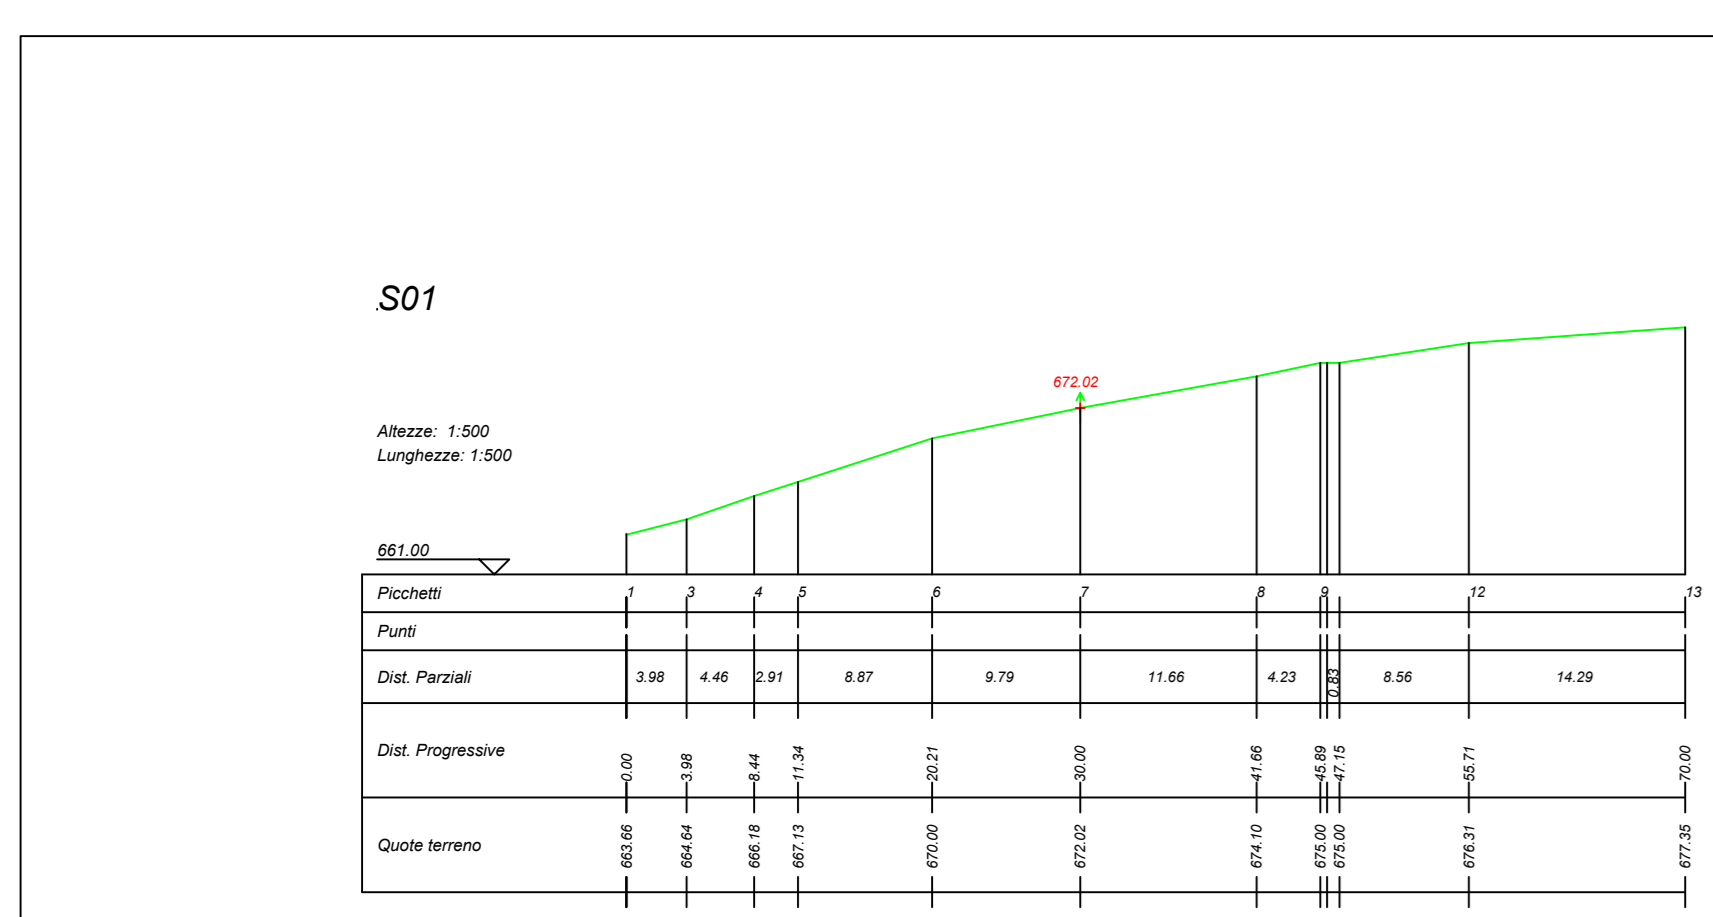 .S01
672.02
Altezze: 1:500
Lunghezze: 1:500
661.00
Picchetti 1 3 4 5 6 7 8 9 12 13
Punti
Dist. Parziali 3.98 4.46 2.91 8.87 9.79 11.66 4.23 0.83 8.56 14.29
Dist. Progressive 0.00 3.98 8.44 11.34 20.21 30.00 41.66 45.89 47.15 55.71 70.00
Quote terreno 663.66 664.64 666.18 667.13 670.00 672.02 674.10 675.00 675.00 676.31 677.35